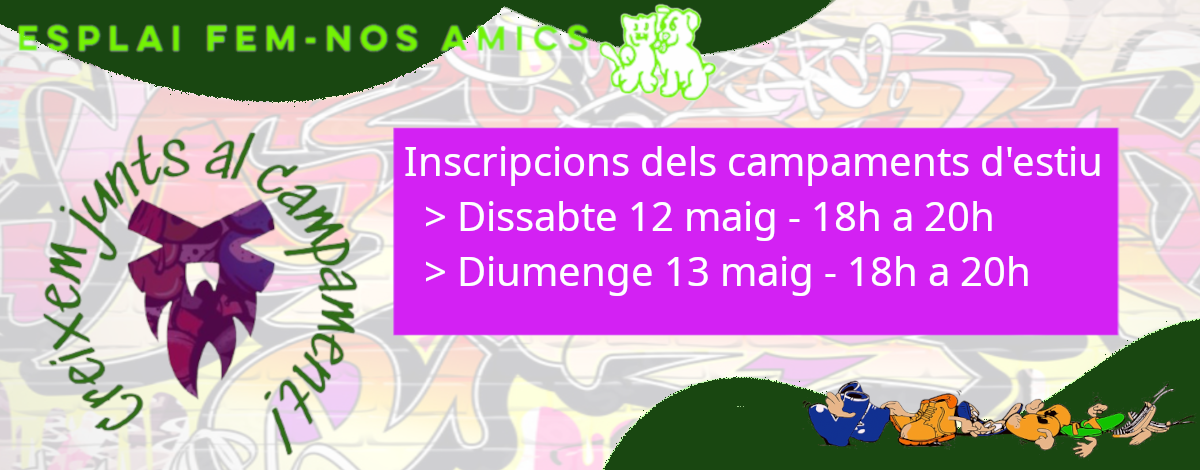 ESPLAI FEM-NOS AMICS
Creixem junts al campament!
Inscripcions dels campaments d'estiu
> Dissabte 12 maig - 18h a 20h
> Diumenge 13 maig - 18h a 20h